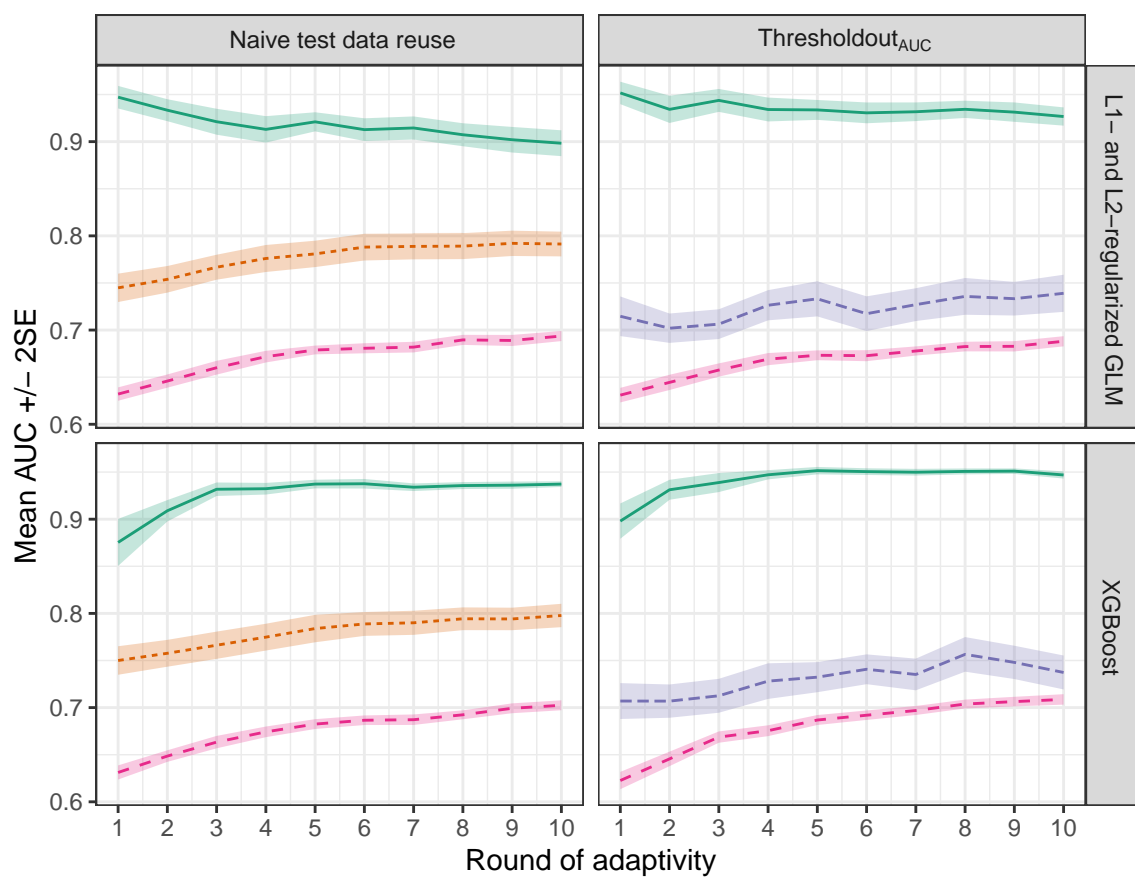 Naive test data reuse
Thresholdout_AUC
L1− and L2−regularized GLM
XGBoost
Mean AUC +/− 2SE
0.9
0.8
0.7
0.6
0.9
0.8
0.7
0.6
1 2 3 4 5 6 7 8 9 10
1 2 3 4 5 6 7 8 9 10
Round of adaptivity